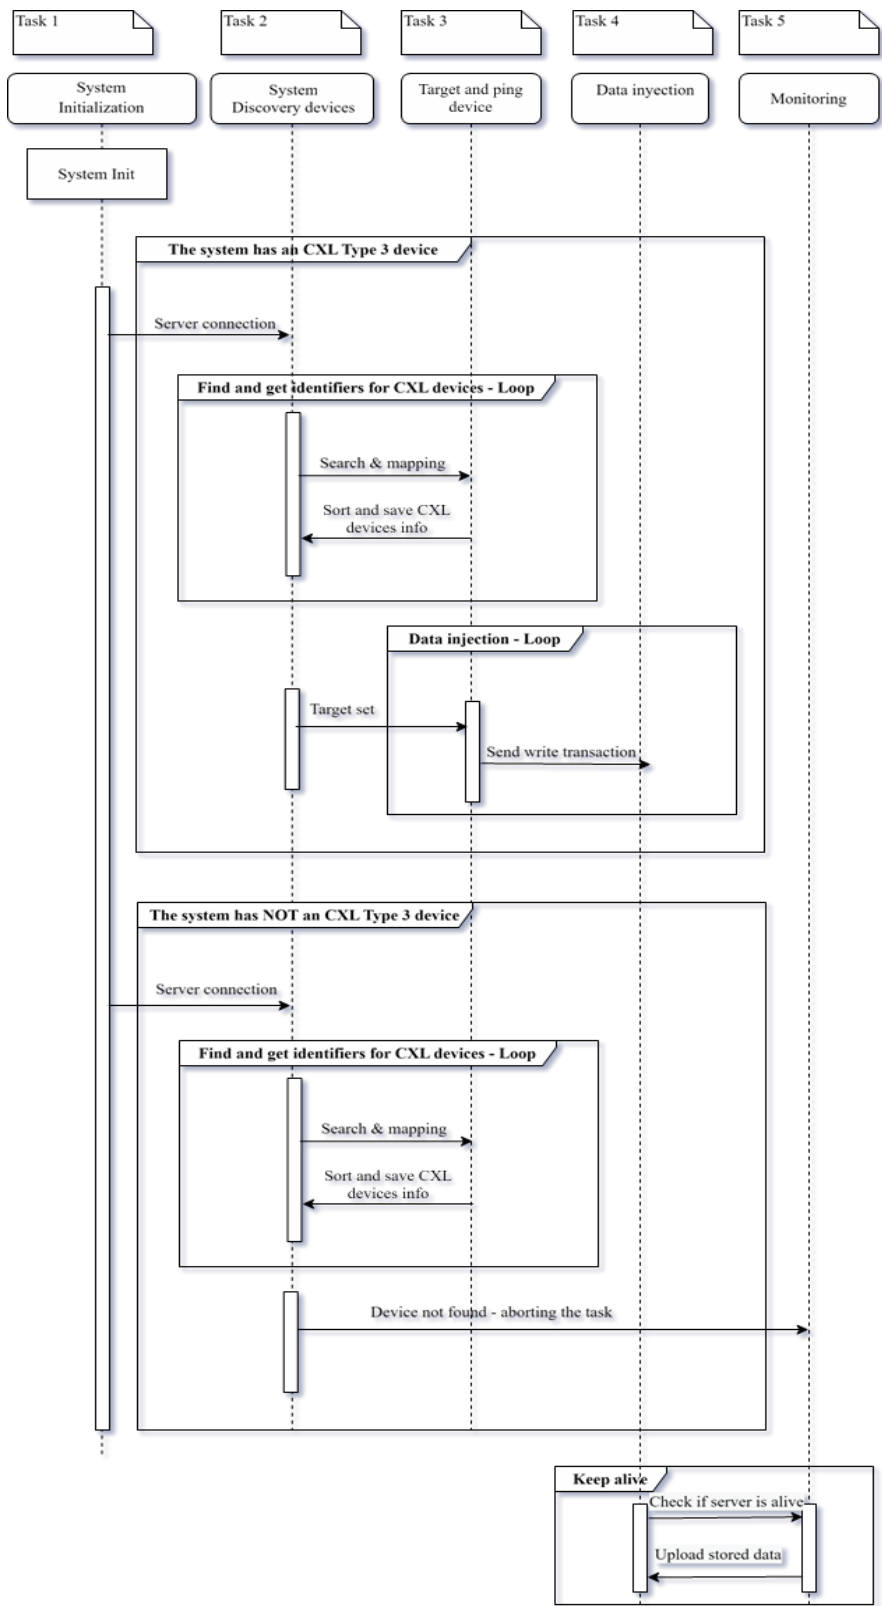 Task 1
Task 2
Task 3
Task 4
Task 5
System
Initialization
System
Discovery devices
Target and ping
device
Data inyection
Monitoring
System Init
The system has an CXL Type 3 device
Server connection
Find and get identifiers for CXL devices - Loop
Search & mapping
Sort and save CXL
devices info
Data injection - Loop
Target set
Send write transaction
The system has NOT an CXL Type 3 device
Server connection
Find and get identifiers for CXL devices - Loop
Search & mapping
Sort and save CXL
devices info
Device not found - aborting the task
Keep alive
Check if server is alive
Upload stored data